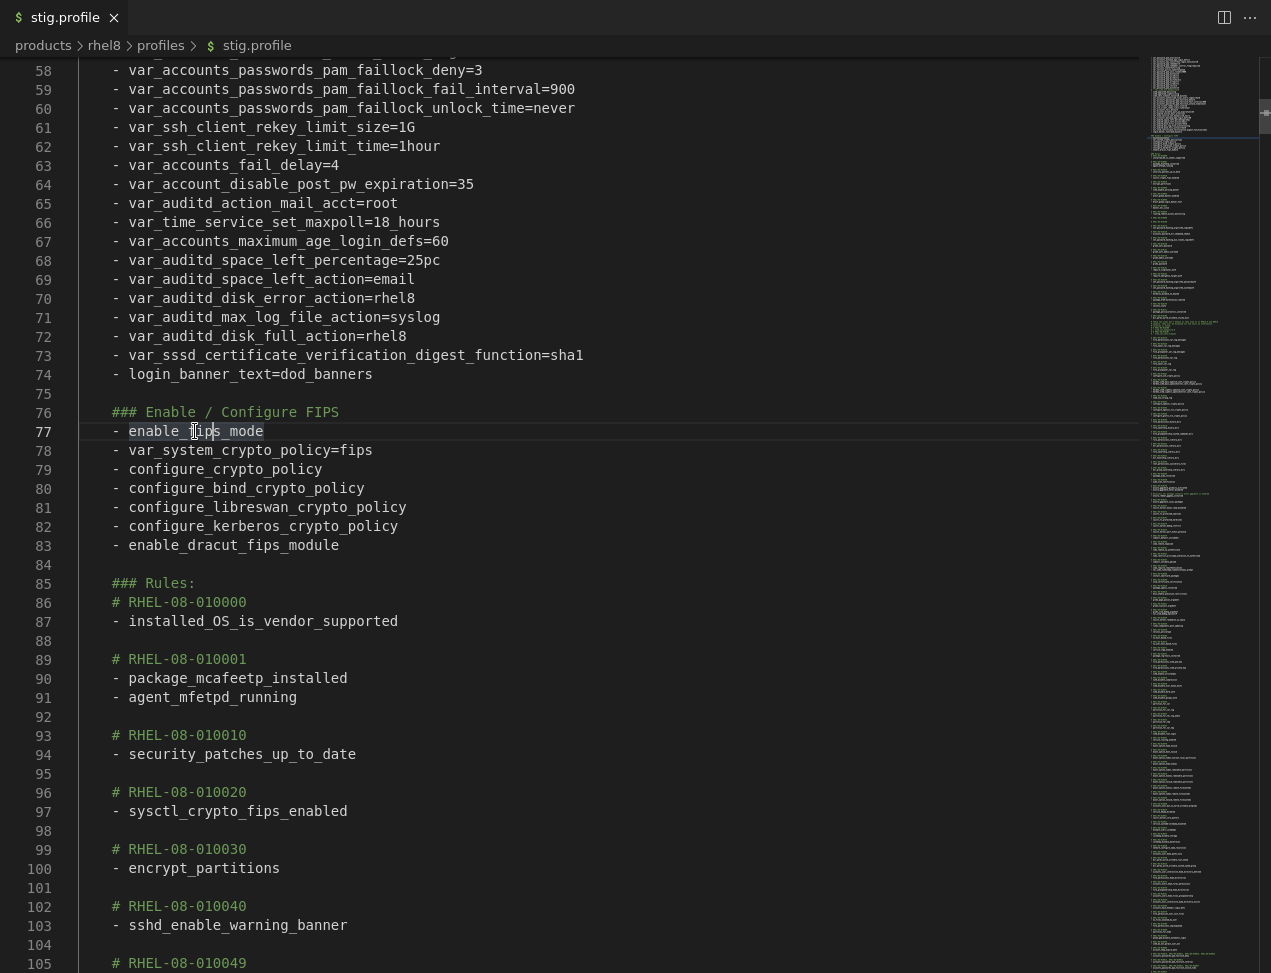 $ stig.profile ×
products > rhel8 > profiles > $ stig.profile
58 - var_accounts_passwords_pam_faillock_deny=3
59 - var_accounts_passwords_pam_faillock_fail_interval=900
60 - var_accounts_passwords_pam_faillock_unlock_time=never
61 - var_ssh_client_rekey_limit_size=1G
62 - var_ssh_client_rekey_limit_time=1hour
63 - var_accounts_fail_delay=4
64 - var_account_disable_post_pw_expiration=35
65 - var_auditd_action_mail_acct=root
66 - var_time_service_set_maxpoll=18_hours
67 - var_accounts_maximum_age_login_defs=60
68 - var_auditd_space_left_percentage=25pc
69 - var_auditd_space_left_action=email
70 - var_auditd_disk_error_action=rhel8
71 - var_auditd_max_log_file_action=syslog
72 - var_auditd_disk_full_action=rhel8
73 - var_sssd_certificate_verification_digest_function=sha1
74 - login_banner_text=dod_banners
75
76 ### Enable / Configure FIPS
77 - enable_fips_mode
78 - var_system_crypto_policy=fips
79 - configure_crypto_policy
80 - configure_bind_crypto_policy
81 - configure_libreswan_crypto_policy
82 - configure_kerberos_crypto_policy
83 - enable_dracut_fips_module
84
85 ### Rules:
86 # RHEL-08-010000
87 - installed_OS_is_vendor_supported
88
89 # RHEL-08-010001
90 - package_mcafeetp_installed
91 - agent_mfetpd_running
92
93 # RHEL-08-010010
94 - security_patches_up_to_date
95
96 # RHEL-08-010020
97 - sysctl_crypto_fips_enabled
98
99 # RHEL-08-010030
100 - encrypt_partitions
101
102 # RHEL-08-010040
103 - sshd_enable_warning_banner
104
105 # RHEL-08-010049